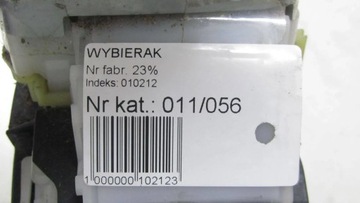 WYBIERAK
Nr fabr. 23%
Indeks: 010212
Nr kat.: 011/056
1 000000 102123